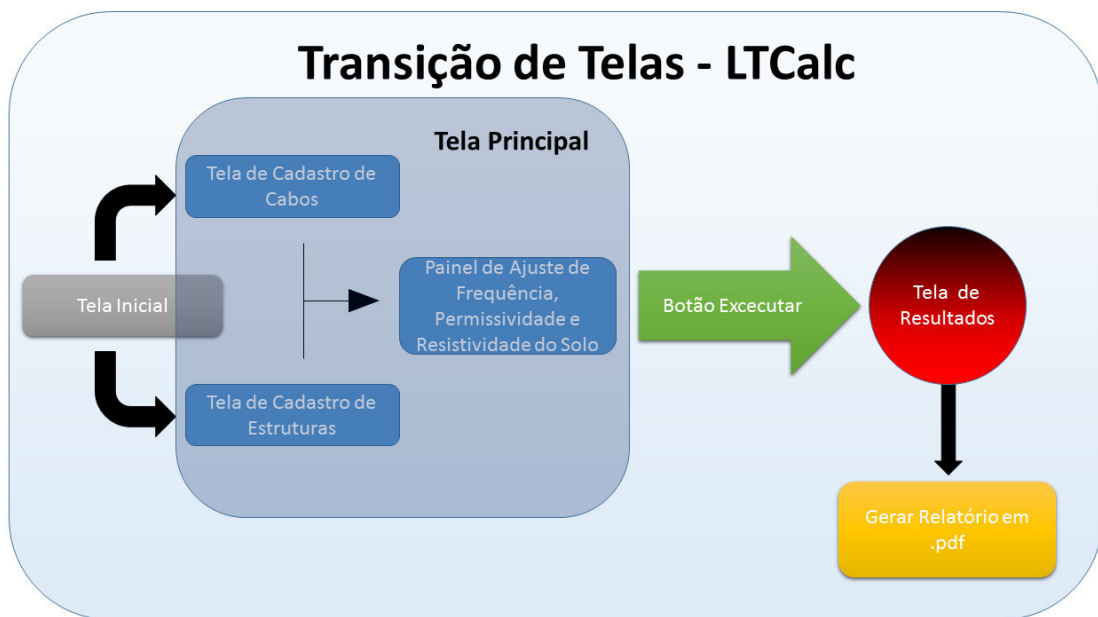 Transição de Telas - LTCalc
Tela Principal
Tela de Cadastro de
Cabos
Tela Inicial
Painel de Ajuste de
Frequência,
Permissividade e
Resistividade do Solo
Tela de Cadastro de
Estruturas
Botão Excecutar
Tela de
Resultados
Gerar Relatório em
.pdf